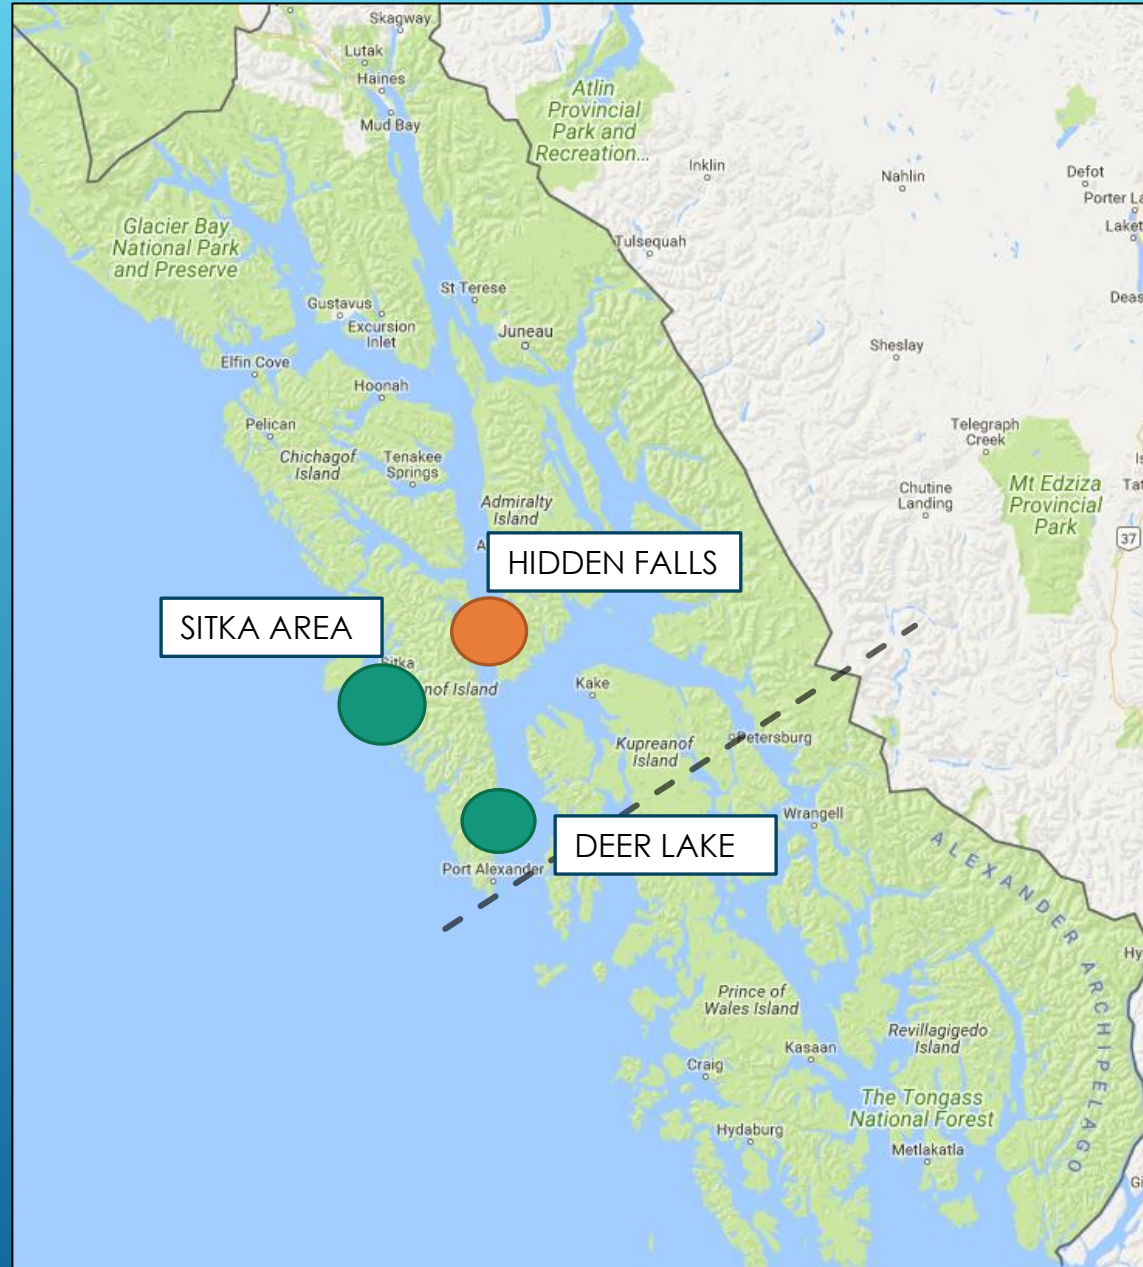 Skagway
Lutak
Haines
Mud Bay
Atlin
Provincial
Park and
Recreation...
Inklin
Nahlin
Defot
Porter La
Laket
Glacier Bay
National Park
and Preserve
Tulsequah
Deas
St Terese
Gustavus
Excursion
Inlet
Juneau
Sheslay
Elfin Cove
Hoonah
Pelican
Chichagof
Island
Tenakee
Springs
Telegraph
Creek
Is
Tat
Chutine
Landing
Mt Edziza
Provincial
Park
37
Admiralty
Island
A
HIDDEN FALLS
SITKA AREA
Sitka
nof Island
Kake
Kupreanof
Island
Petersburg
Wrangell
DEER LAKE
Port Alexander
ALEXANDER ARCHIPELAGO
Hy
Prince of
Wales Island
Revillagigedo
Island
Kasaan
Craig
The Tongass
National Forest
Hydaburg
Metlakatla
Gi